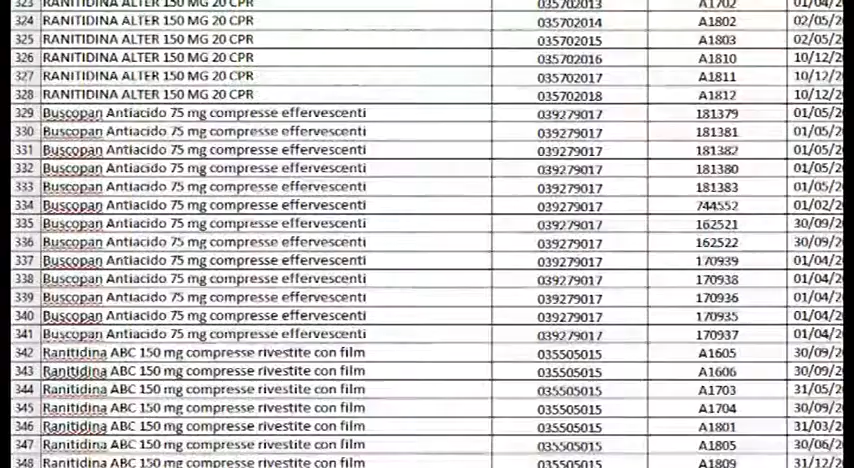 323 RANITIDINA ALTER 150 MG 20 CPR 035702013 A1702 01/04/
324 RANITIDINA ALTER 150 MG 20 CPR 035702014 A1802 02/05/2
325 RANITIDINA ALTER 150 MG 20 CPR 035702015 A1803 02/05/2
326 RANITIDINA ALTER 150 MG 20 CPR 035702016 A1810 10/12/2
327 RANITIDINA ALTER 150 MG 20 CPR 035702017 A1811 10/12/2
328 RANITIDINA ALTER 150 MG 20 CPR 035702018 A1812 10/12/2
329 Buscopan Antiacido 75 mg compresse effervescenti 039279017 181379 01/05/2
330 Buscopan Antiacido 75 mg compresse effervescenti 039279017 181381 01/05/2
331 Buscopan Antiacido 75 mg compresse effervescenti 039279017 181382 01/05/2
332 Buscopan Antiacido 75 mg compresse effervescenti 039279017 181380 01/05/2
333 Buscopan Antiacido 75 mg compresse effervescenti 039279017 181383 01/05/2
334 Buscopan Antiacido 75 mg compresse effervescenti 039279017 744552 01/02/2
335 Buscopan Antiacido 75 mg compresse effervescenti 039279017 162521 30/09/2
336 Buscopan Antiacido 75 mg compresse effervescenti 039279017 162522 30/09/2
337 Buscopan Antiacido 75 mg compresse effervescenti 039279017 170939 01/04/2
338 Buscopan Antiacido 75 mg compresse effervescenti 039279017 170938 01/04/2
339 Buscopan Antiacido 75 mg compresse effervescenti 039279017 170936 01/04/2
340 Buscopan Antiacido 75 mg compresse effervescenti 039279017 170935 01/04/2
341 Buscopan Antiacido 75 mg compresse effervescenti 039279017 170937 01/04/2
342 Ranitidina ABC 150 mg compresse rivestite con film 035505015 A1605 30/09/2
343 Ranitidina ABC 150 mg compresse rivestite con film 035505015 A1606 30/09/2
344 Ranitidina ABC 150 mg compresse rivestite con film 035505015 A1703 31/05/2
345 Ranitidina ABC 150 mg compresse rivestite con film 035505015 A1704 30/09/2
346 Ranitidina ABC 150 mg compresse rivestite con film 035505015 A1801 31/03/2
347 Ranitidina ABC 150 mg compresse rivestite con film 035505015 A1805 30/06/2
348 Ranitidina ABC 150 mg compresse rivestite con film 035505015 A1809 31/12/2